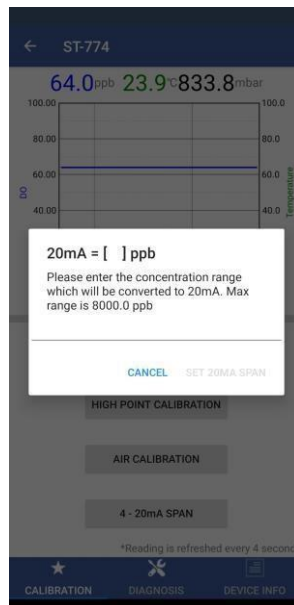 ST-774
64.0ppb 23.9°C833.8mbar
100.00 100.0
80.00 80.0
60.00 60.0
DO Temperature
40.00 40.0
20mA = [ ] ppb
Please enter the concentration range
which will be converted to 20mA. Max
range is 8000.0 ppb
CANCEL SET 20MA SPAN
HIGH POINT CALIBRATION
AIR CALIBRATION
4 - 20mA SPAN
*Reading is refreshed every 4 second
CALIBRATION DIAGNOSIS DEVICE INFO